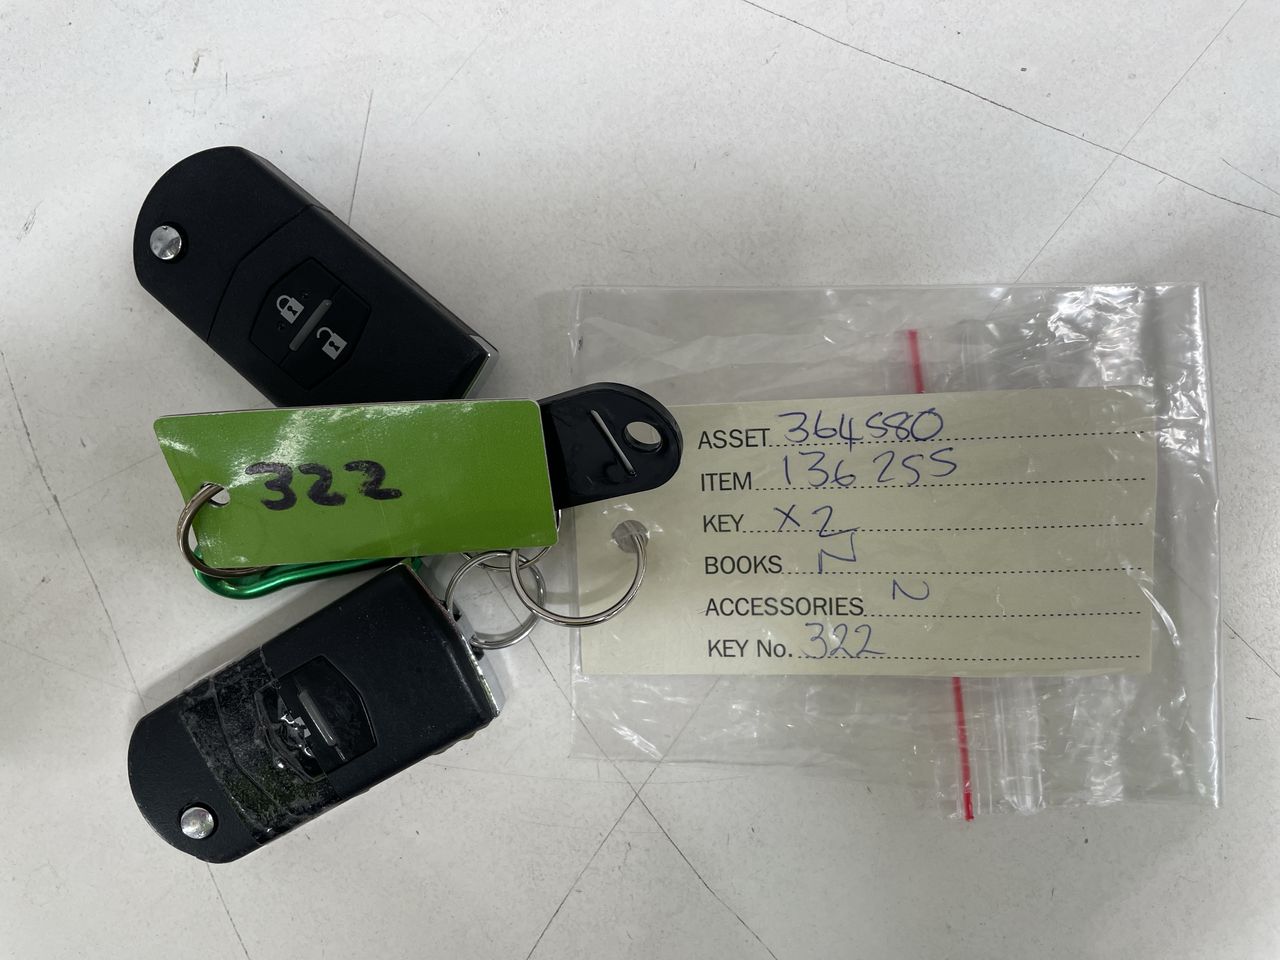 322
ASSET 364580
ITEM 136255
KEY X2
BOOKS N
ACCESSORIES N
KEY No. 322